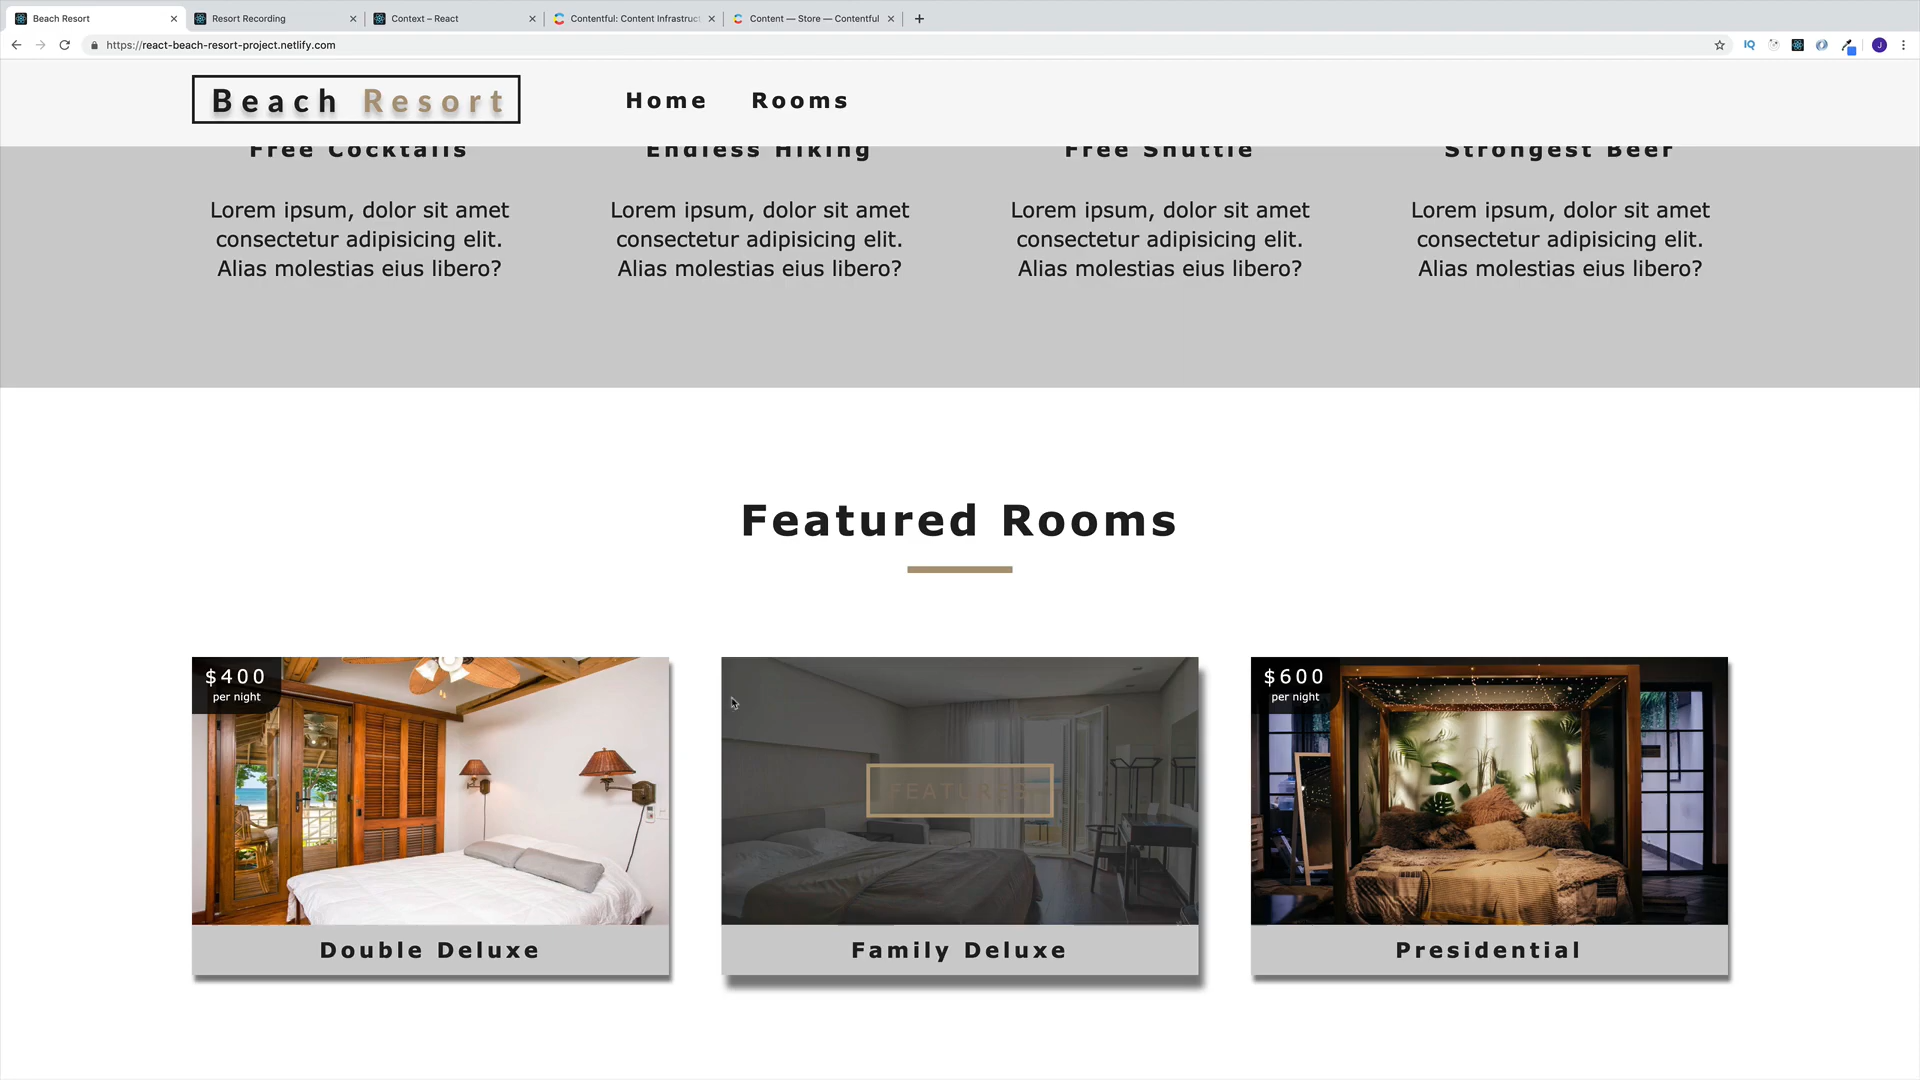 Beach Resort
Resort Recording
Context – React
Contentful: Content Infrastruc
Content — Store — Contentful
https://react-beach-resort-project.netlify.com
IQ
J
Beach Resort
Home
Rooms
Free Cocktails
Endless Hiking
Free Shuttle
Strongest Beer
Lorem ipsum, dolor sit amet
consectetur adipisicing elit.
Alias molestias eius libero?
Lorem ipsum, dolor sit amet
consectetur adipisicing elit.
Alias molestias eius libero?
Lorem ipsum, dolor sit amet
consectetur adipisicing elit.
Alias molestias eius libero?
Lorem ipsum, dolor sit amet
consectetur adipisicing elit.
Alias molestias eius libero?
Featured Rooms
$400
per night
Double Deluxe
FEATURES
Family Deluxe
$600
per night
Presidential